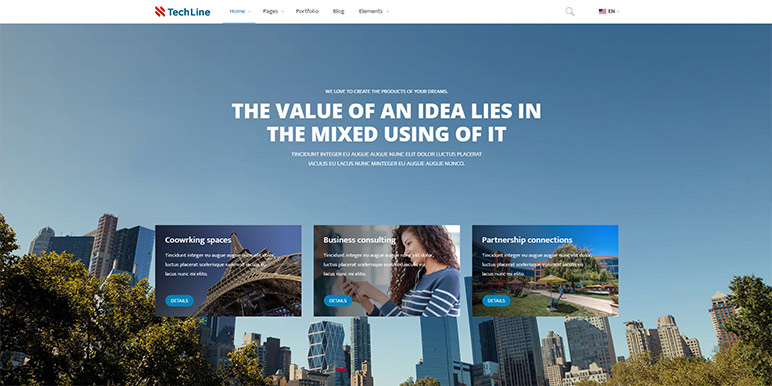 TechLine
Home
Pages
Portfolio
Blog
Elements
EN
WE LOVE TO CREATE THE PRODUCTS OF YOUR DREAMS.
THE VALUE OF AN IDEA LIES IN
THE MIXED USING OF IT
TINCIDUNT INTEGER EU AUGUE AUGUE NUNC ELIT DOLOR LUCTUS PLACERAT
IACULIS EU LACUS NUNC MINTEGER EU AUGUE AUGUE NUNCO.
Coowrking spaces
Tincidunt integer eu augue augue nunc elit dolor,
luctus placerat scelerisque euismod iaculis eu
lacus nunc mi elito.
DETAILS
Business consulting
Tincidunt integer eu augue augue nunc elit dolor,
luctus placerat scelerisque euismod iaculis eu
lacus nunc mi elito.
DETAILS
Partnership connections
Tincidunt integer eu augue augue nunc elit dolor,
luctus placerat scelerisque euismod iaculis eu
lacus nunc mi elito.
DETAILS